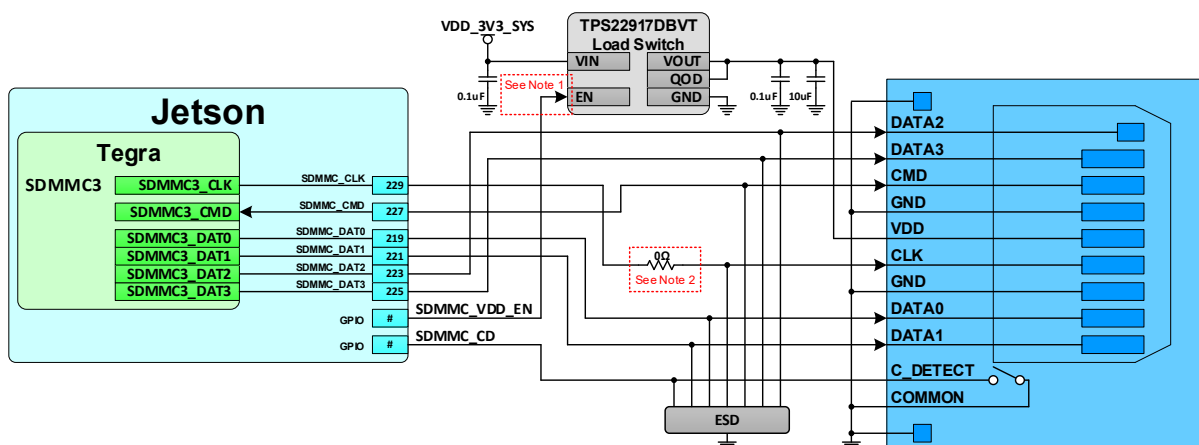 VDD_3V3_SYS
TPS22917DBVT
Load Switch
VIN
VOUT
QOD
EN
GND
See Note 1
0.1uF
0.1uF
10uF
Jetson
Tegra
SDMMC3
SDMMC3_CLK
SDMMC_CLK
229
SDMMC3_CMD
SDMMC_CMD
227
SDMMC3_DAT0
SDMMC_DAT0
219
SDMMC3_DAT1
SDMMC_DAT1
221
SDMMC3_DAT2
SDMMC_DAT2
223
SDMMC3_DAT3
SDMMC_DAT3
225
GPIO
#
SDMMC_VDD_EN
GPIO
#
SDMMC_CD
0Ω
See Note 2
ESD
DATA2
DATA3
CMD
GND
VDD
CLK
GND
DATA0
DATA1
C_DETECT
COMMON